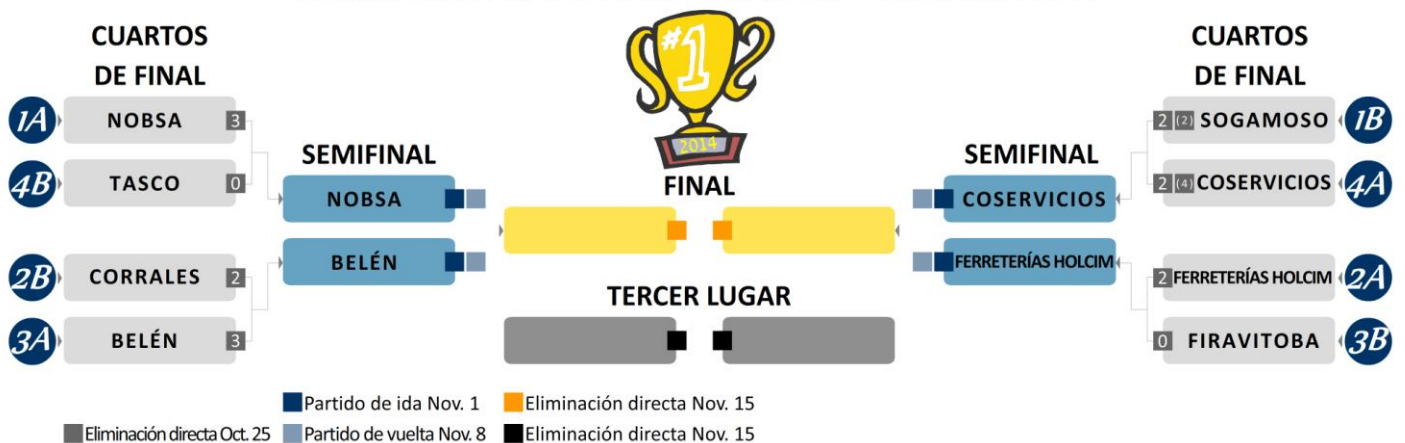 CUARTOS
DE FINAL
1A
NOBSA 3
4B
TASCO 0
2B
CORRALES 2
3A
BELÉN 3
SEMIFINAL
NOBSA
BELÉN
#1
2014
FINAL
TERCER LUGAR
SEMIFINAL
COSERVICIOS
FERRETERÍAS HOLCIM
CUARTOS
DE FINAL
2 (2) SOGAMOSO 1B
2 (4) COSERVICIOS 4A
2 FERRETERÍAS HOLCIM 2A
0 FIRAVITOBA 3B
Partido de ida Nov. 1
Eliminación directa Nov. 15
Eliminación directa Oct. 25
Partido de vuelta Nov. 8
Eliminación directa Nov. 15